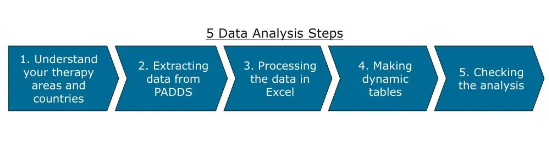 5 Data Analysis Steps
1. Understand
your therapy
areas and
countries
2. Extracting
data from
PADDS
3. Processing
the data in
Excel
4. Making
dynamic
tables
5. Checking
the analysis